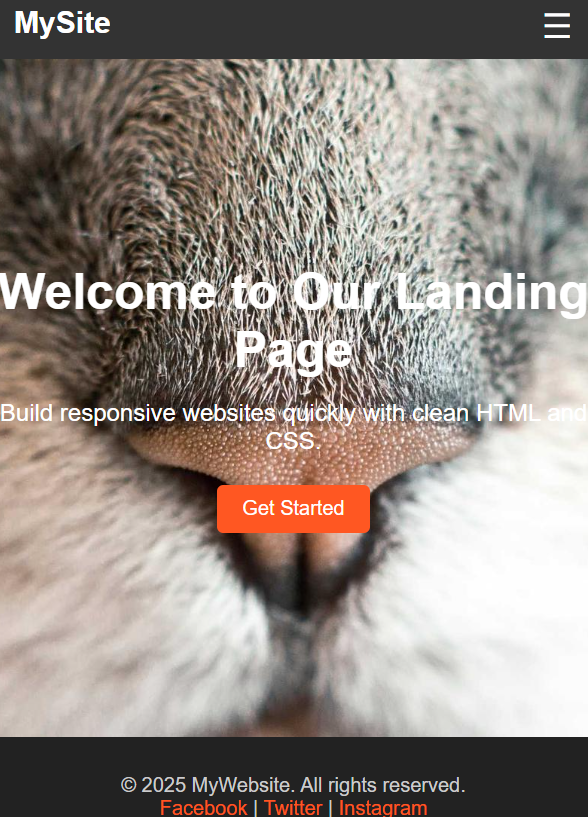 MySite
Welcome to Our Landing
Page
Build responsive websites quickly with clean HTML and
CSS.
Get Started
© 2025 MyWebsite. All rights reserved.
Facebook | Twitter | Instagram